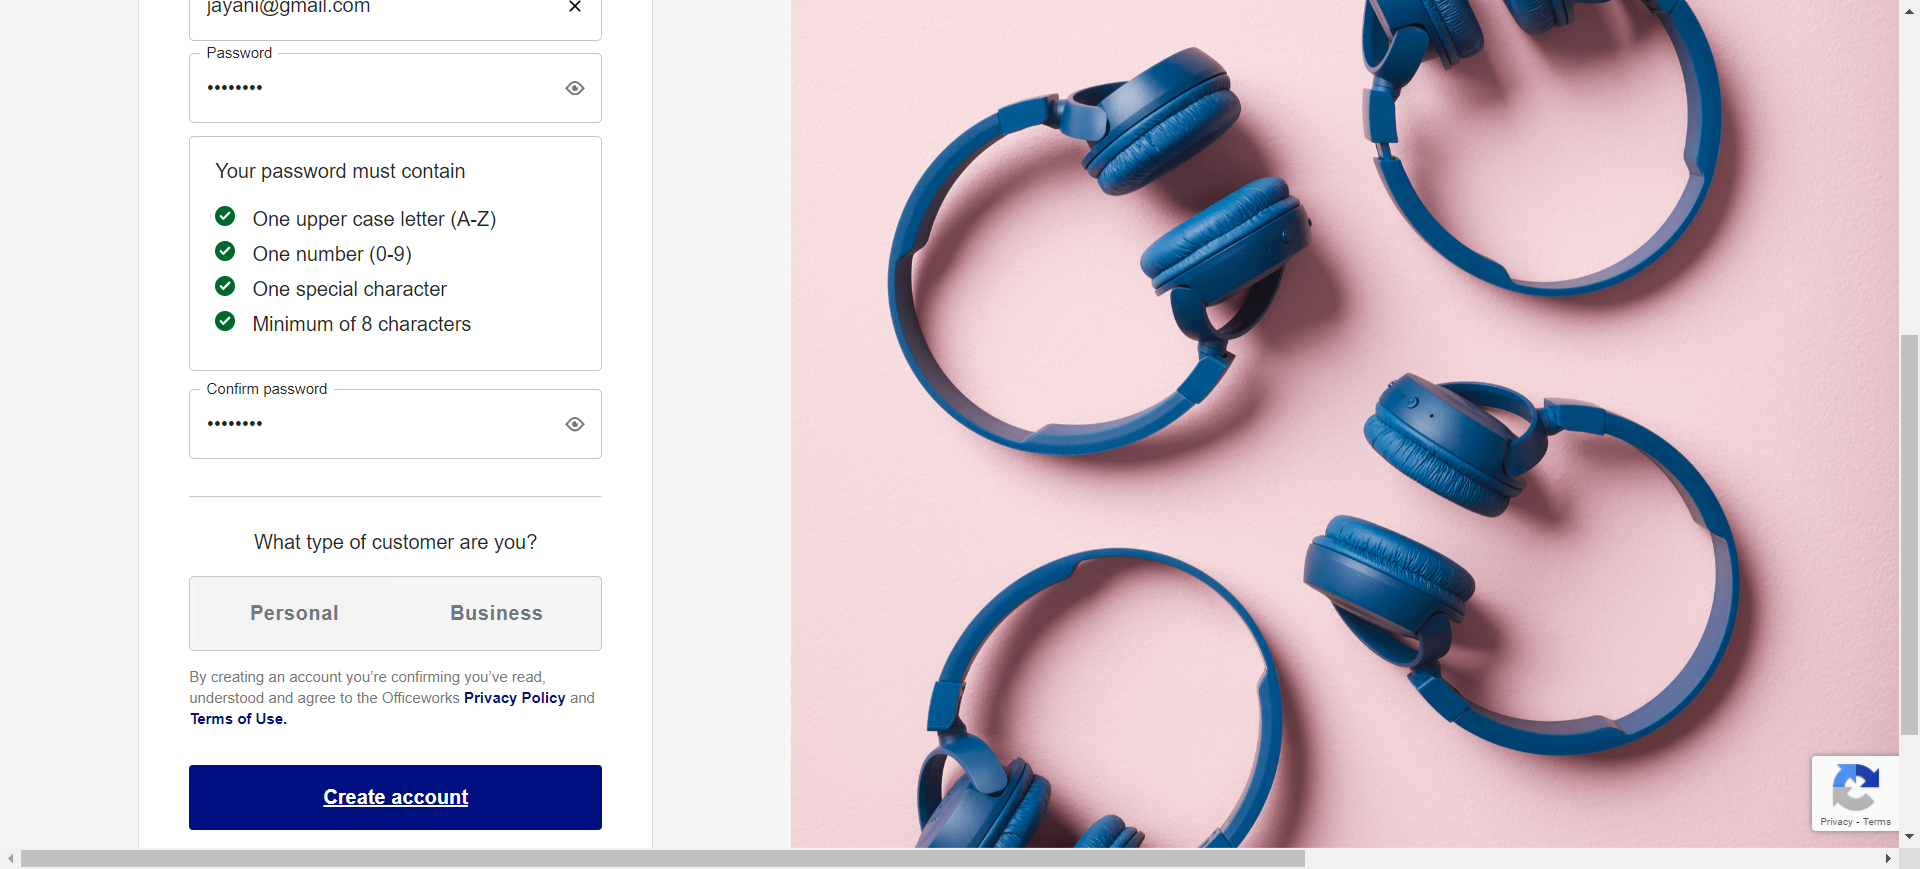 jayani@gmail.com
Password
••••••••
Your password must contain
One upper case letter (A-Z)
One number (0-9)
One special character
Minimum of 8 characters
Confirm password
••••••••
What type of customer are you?
Personal Business
By creating an account you’re confirming you’ve read,
understood and agree to the Officeworks Privacy Policy and
Terms of Use.
Create account
Privacy - Terms